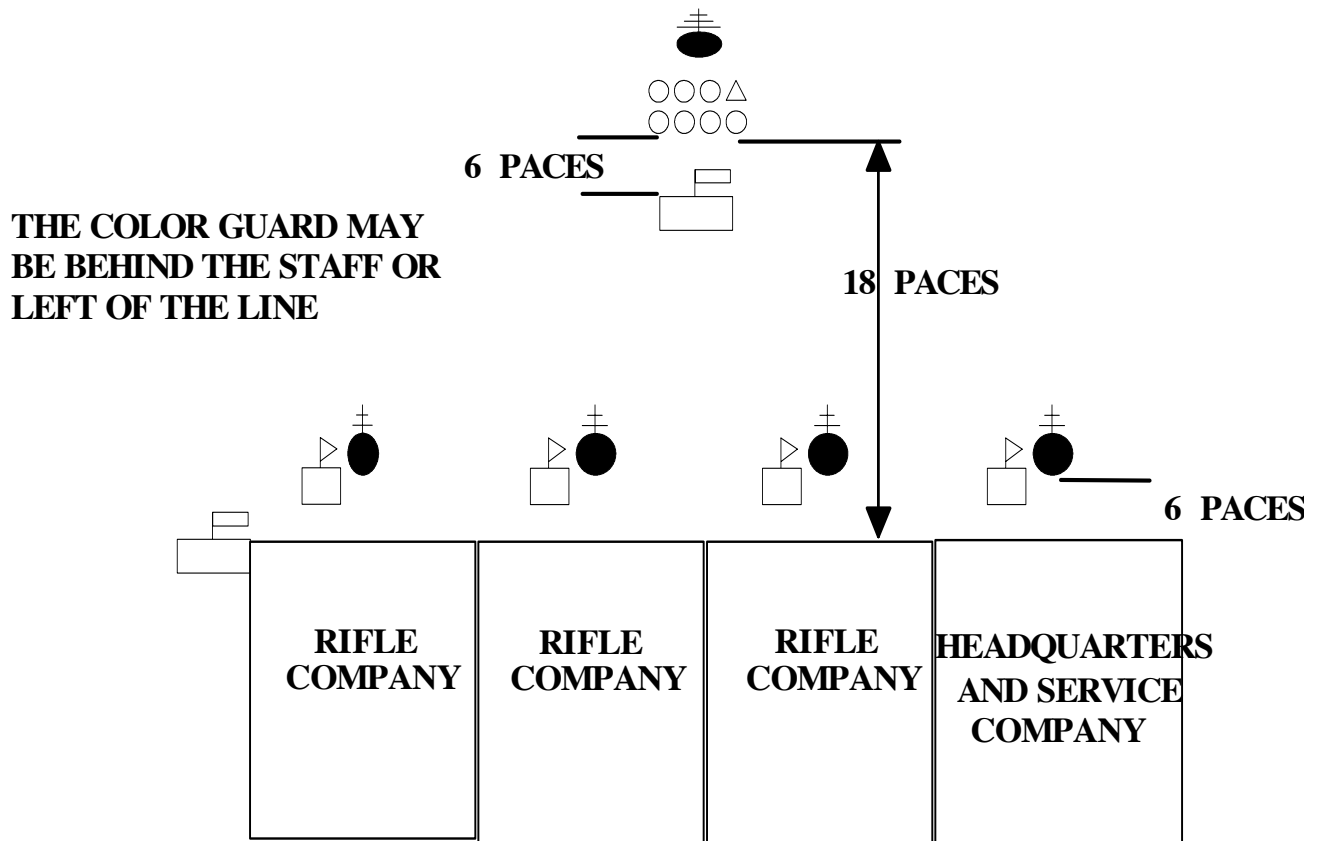 6 PACES
THE COLOR GUARD MAY
BE BEHIND THE STAFF OR
LEFT OF THE LINE
18 PACES
6 PACES
RIFLE
COMPANY
RIFLE
COMPANY
RIFLE
COMPANY
HEADQUARTERS
AND SERVICE
COMPANY